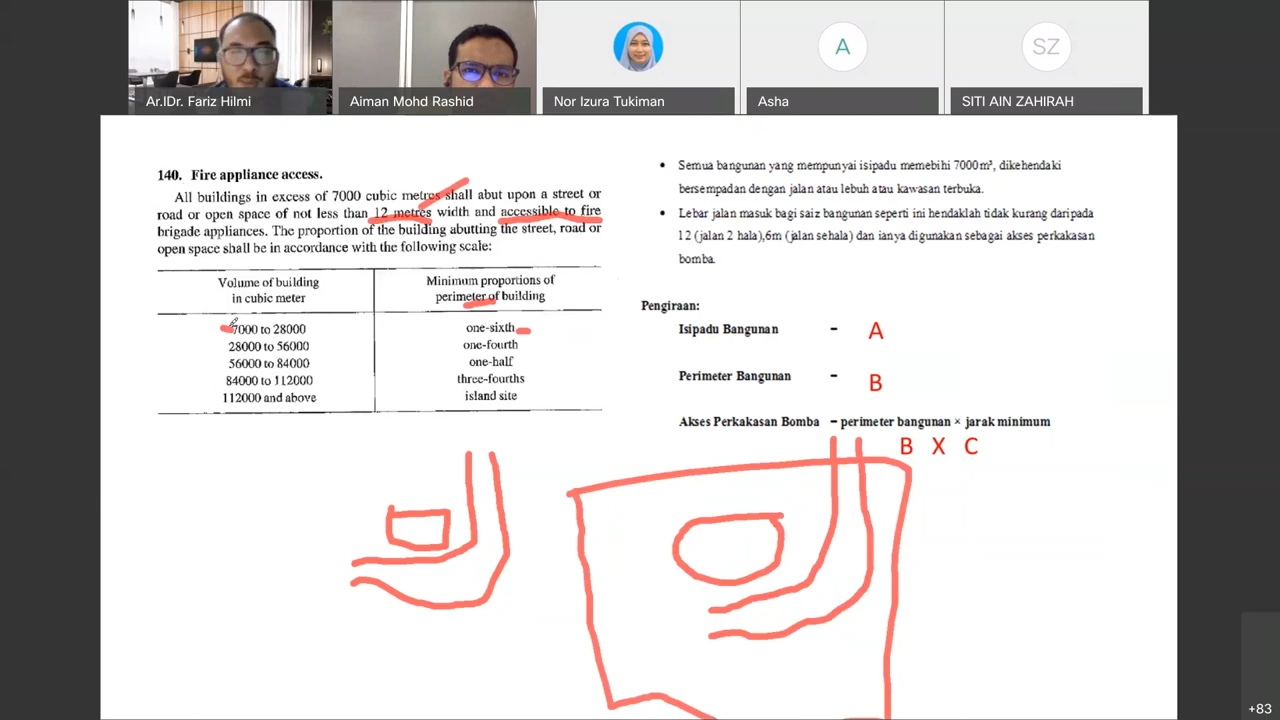 Ar.IDr. Fariz Hilmi
Aiman Mohd Rashid
Nor Izura Tukiman
A
Asha
SZ
SITI AIN ZAHIRAH
140. Fire appliance access.
All buildings in excess of 7000 cubic metres shall abut upon a street or
road or open space of not less than 12 metres width and accessible to fire
brigade appliances. The proportion of the building abutting the street, road or
open space shall be in accordance with the following scale:
Volume of building
in cubic meter
Minimum proportions of
perimeter of building
7000 to 28000 one-sixth
28000 to 56000 one-fourth
56000 to 84000 one-half
84000 to 112000 three-fourths
112000 and above island site
• Semua bangunan yang mempunyai isipadu memebihi 7000m³, dikehendaki
bersempadan dengan jalan atau lebuh atau kawasan terbuka.
• Lebar jalan masuk bagi saiz bangunan seperti ini hendaklah tidak kurang daripada
12 (jalan 2 hala),6m (jalan sehala) dan ianya digunakan sebagai akses perkakasan
bomba.
Pengiraan:
Isipadu Bangunan - A
Perimeter Bangunan - B
Akses Perkakasan Bomba - perimeter bangunan × jarak minimum
B X C
+83